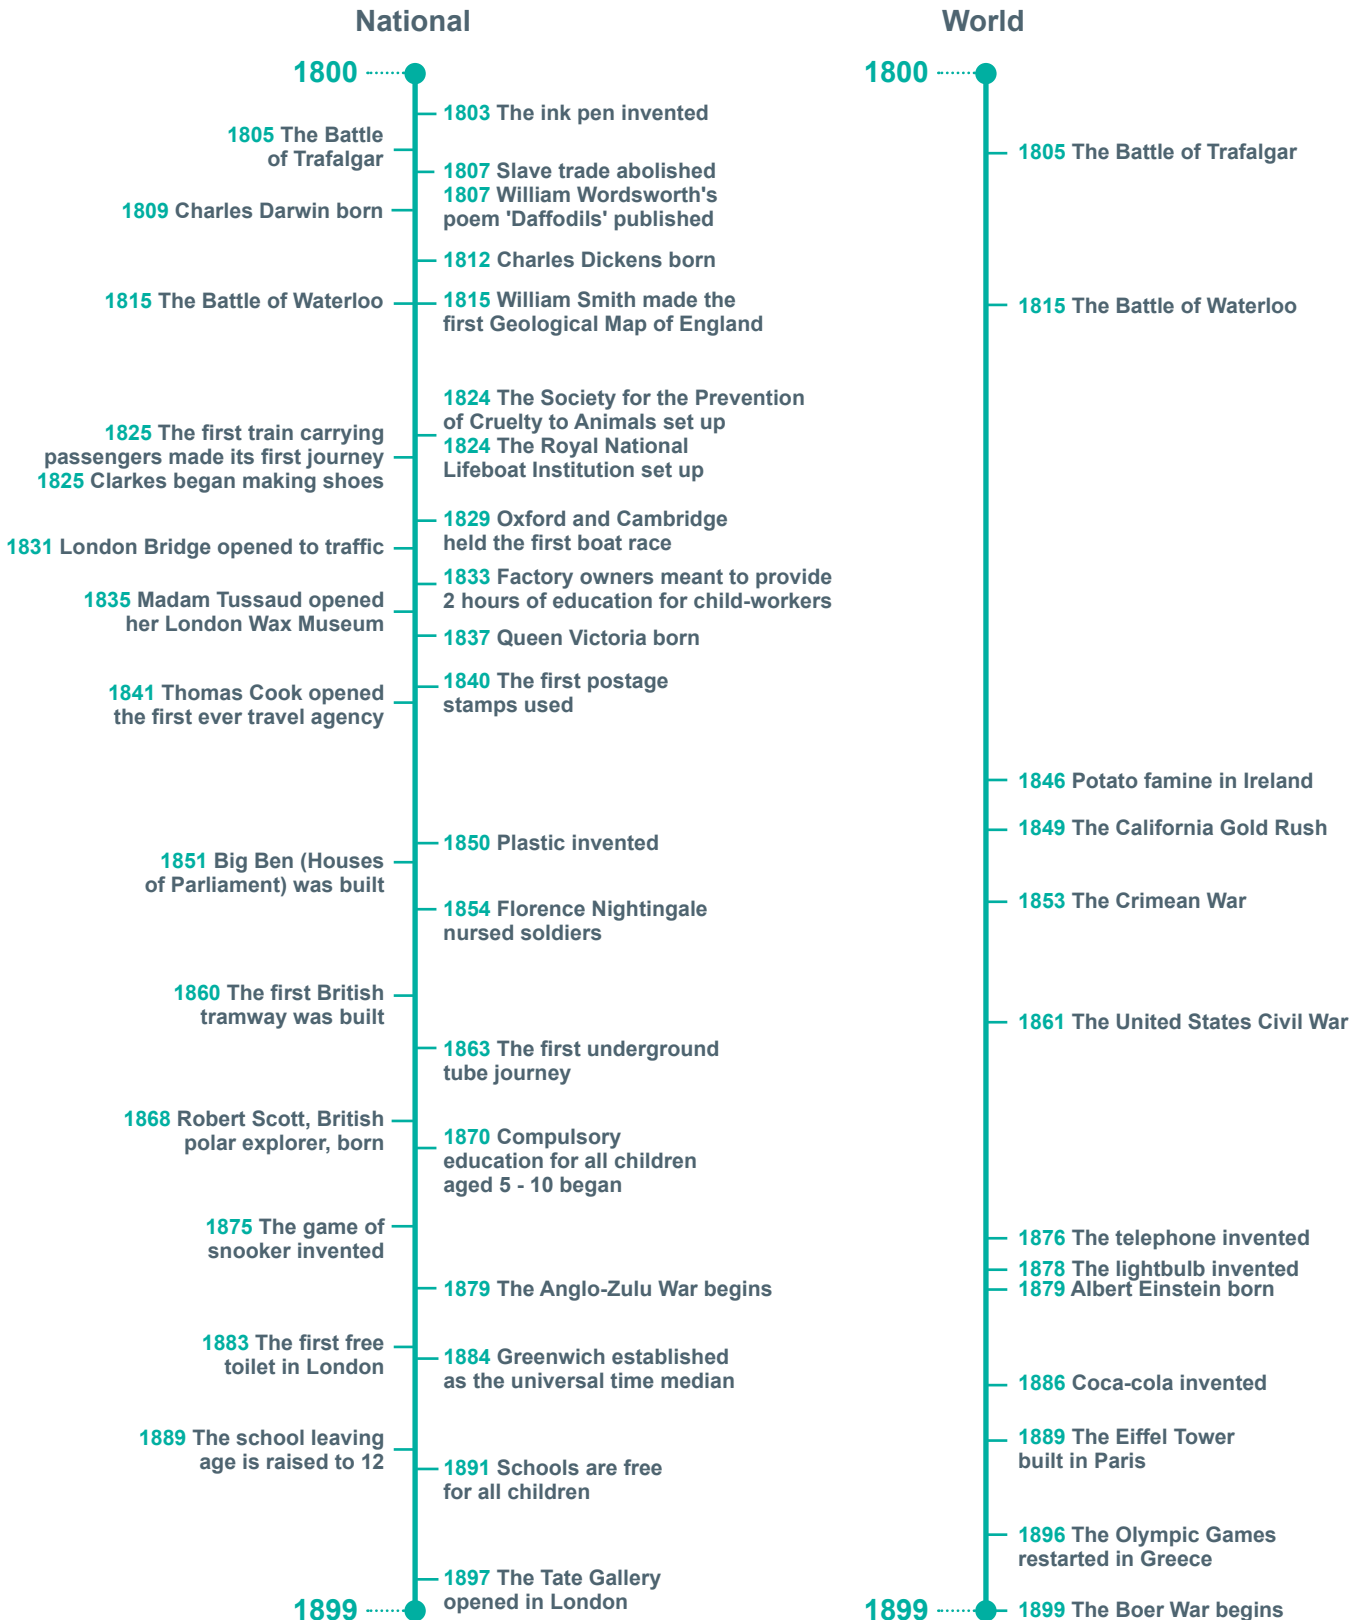 National
1800
1803 The ink pen invented
1805 The Battle
of Trafalgar
1807 Slave trade abolished
1807 William Wordsworth's
poem 'Daffodils' published
1809 Charles Darwin born
1812 Charles Dickens born
1815 The Battle of Waterloo
1815 William Smith made the
first Geological Map of England
1824 The Society for the Prevention
of Cruelty to Animals set up
1824 The Royal National
Lifeboat Institution set up
1825 The first train carrying
passengers made its first journey
1825 Clarkes began making shoes
1829 Oxford and Cambridge
held the first boat race
1831 London Bridge opened to traffic
1833 Factory owners meant to provide
2 hours of education for child-workers
1835 Madam Tussaud opened
her London Wax Museum
1837 Queen Victoria born
1840 The first postage
stamps used
1841 Thomas Cook opened
the first ever travel agency
1850 Plastic invented
1851 Big Ben (Houses
of Parliament) was built
1854 Florence Nightingale
nursed soldiers
1860 The first British
tramway was built
1863 The first underground
tube journey
1868 Robert Scott, British
polar explorer, born
1870 Compulsory
education for all children
aged 5 - 10 began
1875 The game of
snooker invented
1879 The Anglo-Zulu War begins
1883 The first free
toilet in London
1884 Greenwich established
as the universal time median
1889 The school leaving
age is raised to 12
1891 Schools are free
for all children
1897 The Tate Gallery
opened in London
1899
World
1800
1805 The Battle of Trafalgar
1815 The Battle of Waterloo
1846 Potato famine in Ireland
1849 The California Gold Rush
1853 The Crimean War
1861 The United States Civil War
1876 The telephone invented
1878 The lightbulb invented
1879 Albert Einstein born
1886 Coca-cola invented
1889 The Eiffel Tower
built in Paris
1896 The Olympic Games
restarted in Greece
1899
1899 The Boer War begins